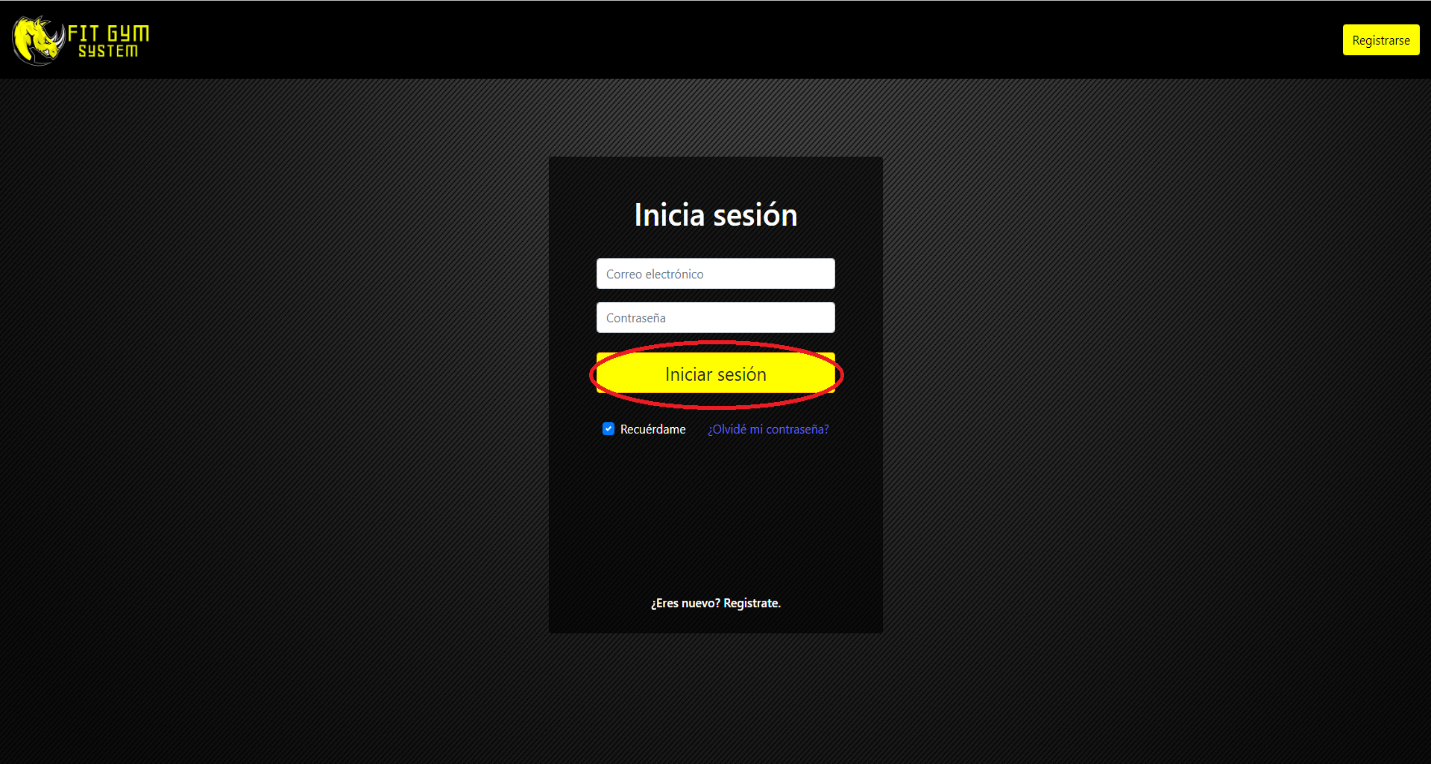 FIT GYM
SYSTEM
Registrarse
Inicia sesión
Correo electrónico
Contraseña
Iniciar sesión
Recuérdame ¿Olvidé mi contraseña?
¿Eres nuevo? Registrate.